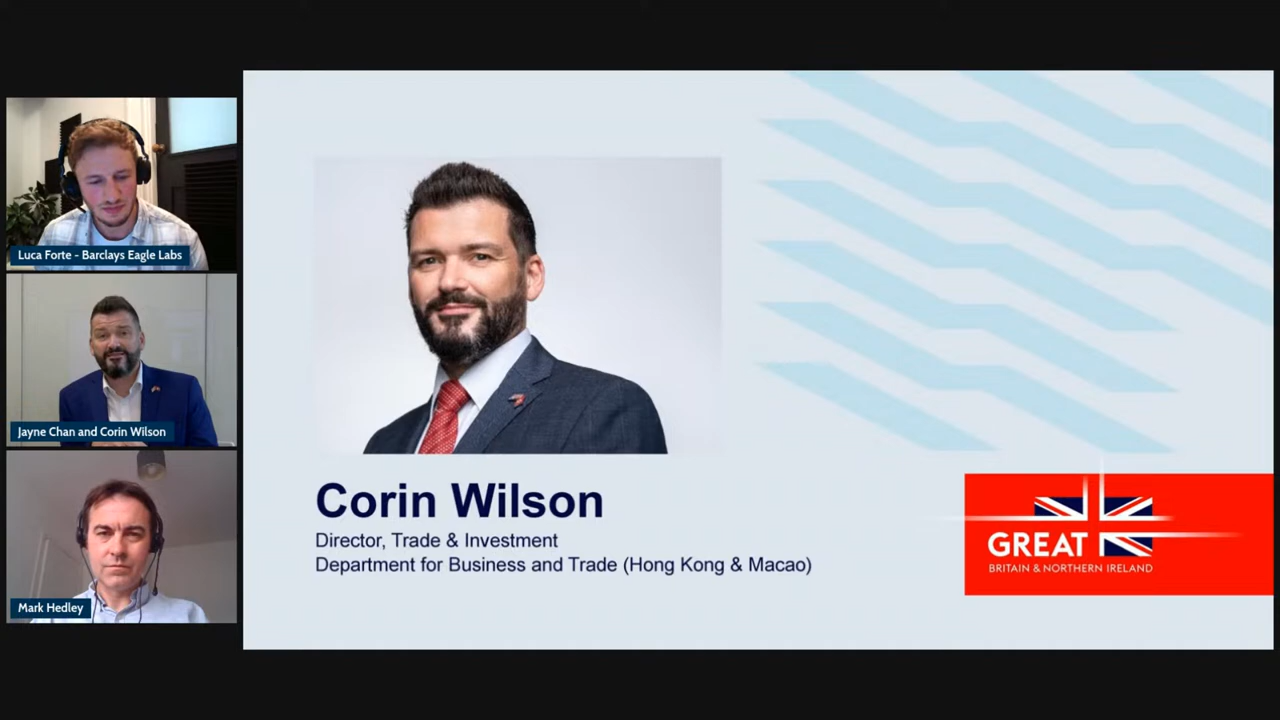 Luca Forte - Barclays Eagle Labs
Jayne Chan and Corin Wilson
Mark Hedley
Corin Wilson
Director, Trade & Investment
Department for Business and Trade (Hong Kong & Macao)
GREAT
BRITAIN & NORTHERN IRELAND